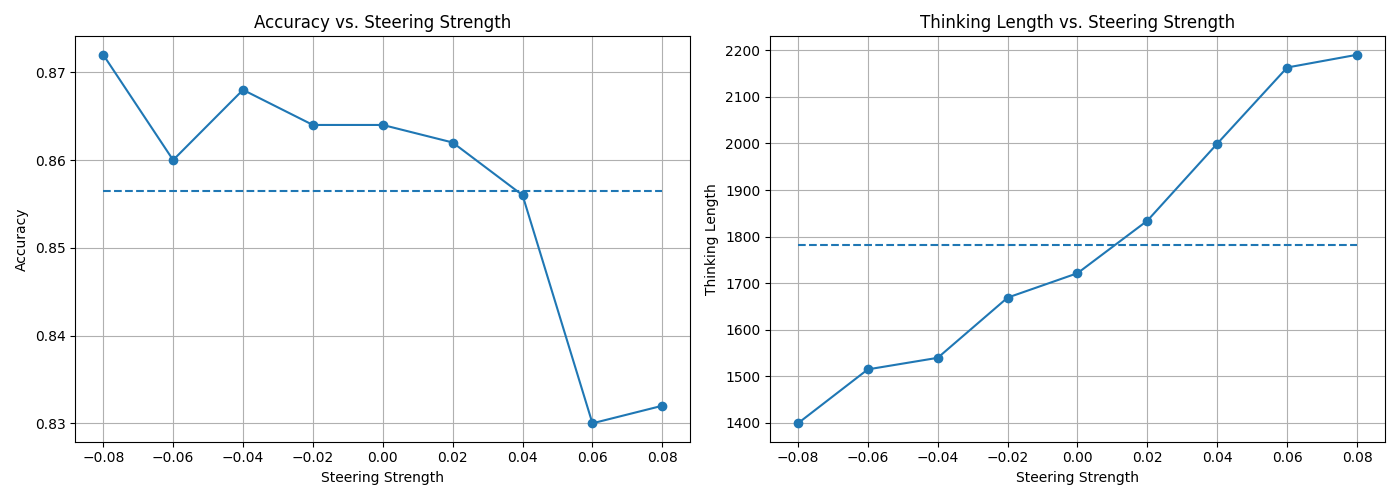 Accuracy vs. Steering Strength
Accuracy
0.87
0.86
0.85
0.84
0.83
−0.08 −0.06 −0.04 −0.02 0.00 0.02 0.04 0.06 0.08
Steering Strength
Thinking Length vs. Steering Strength
Thinking Length
2200
2100
2000
1900
1800
1700
1600
1500
1400
−0.08 −0.06 −0.04 −0.02 0.00 0.02 0.04 0.06 0.08
Steering Strength